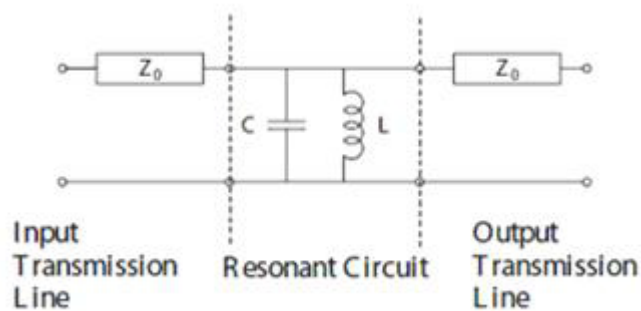 Z0
Z0
C
L
Input
Transmission
Line
Resonant Circuit
Output
Transmission
Line